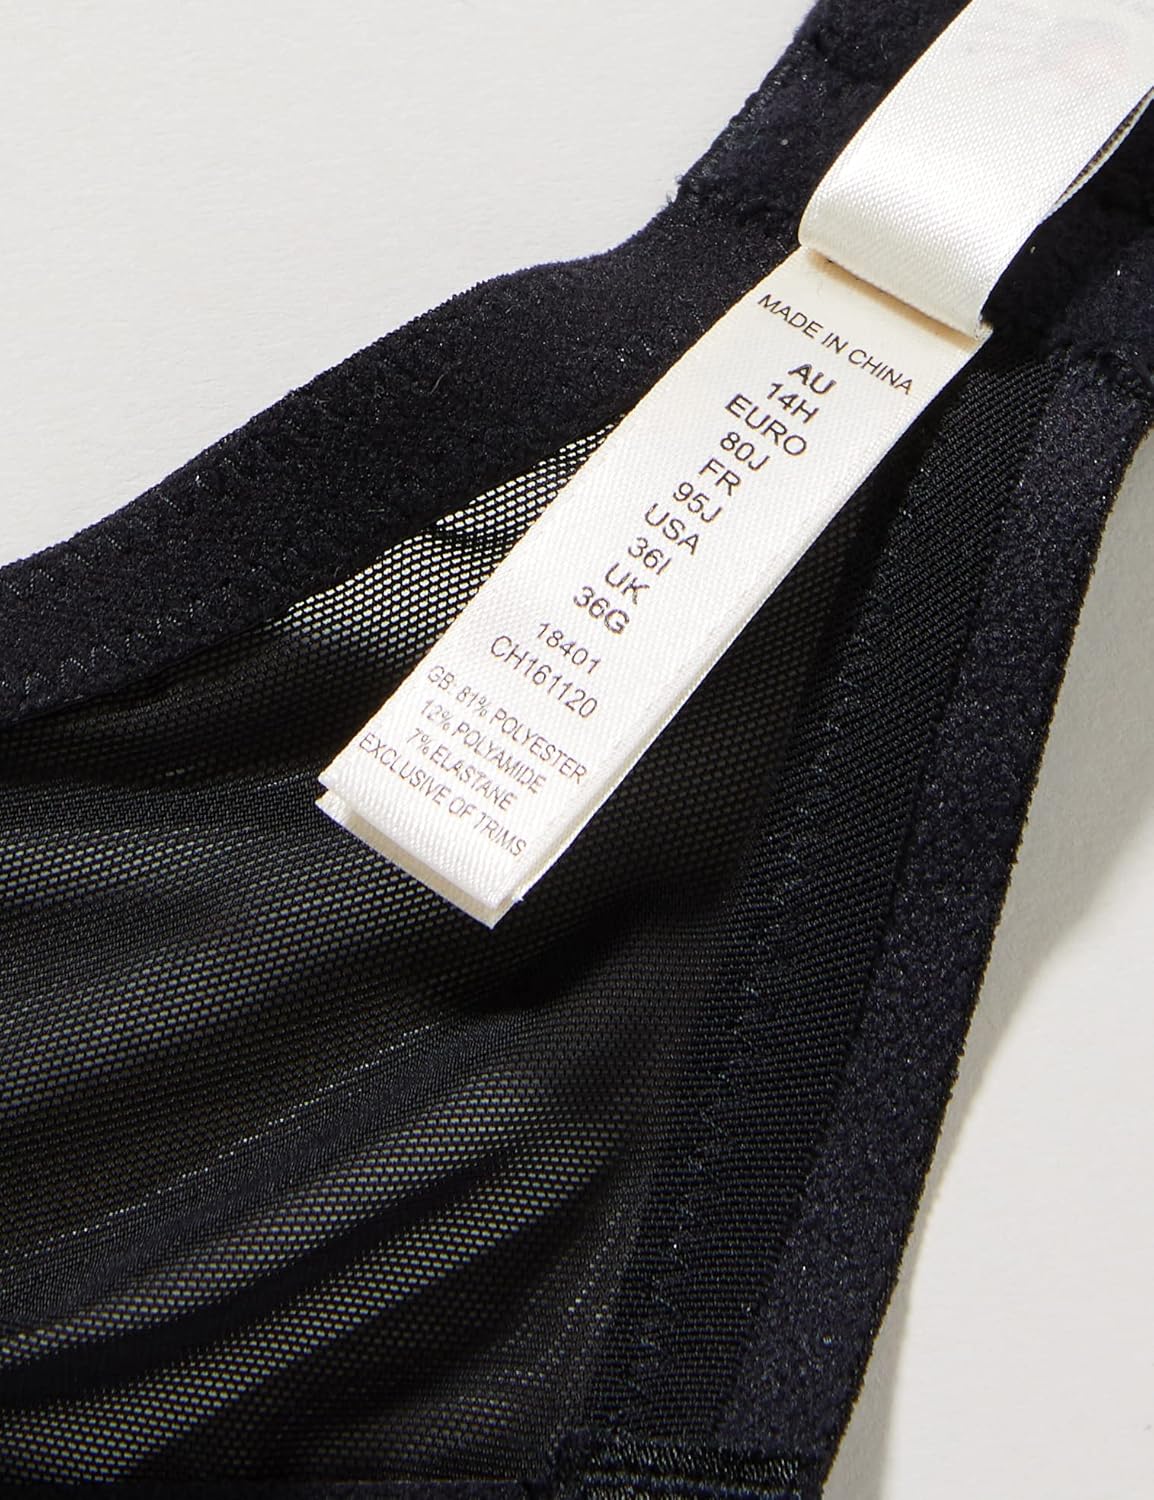 MADE IN CHINA
AU
14H
EURO
80J
FR
95J
USA
36I
UK
36G
18401
CH161120
GB: 81% POLYESTER
12% POLYAMIDE
7% ELASTANE
EXCLUSIVE OF TRIMS